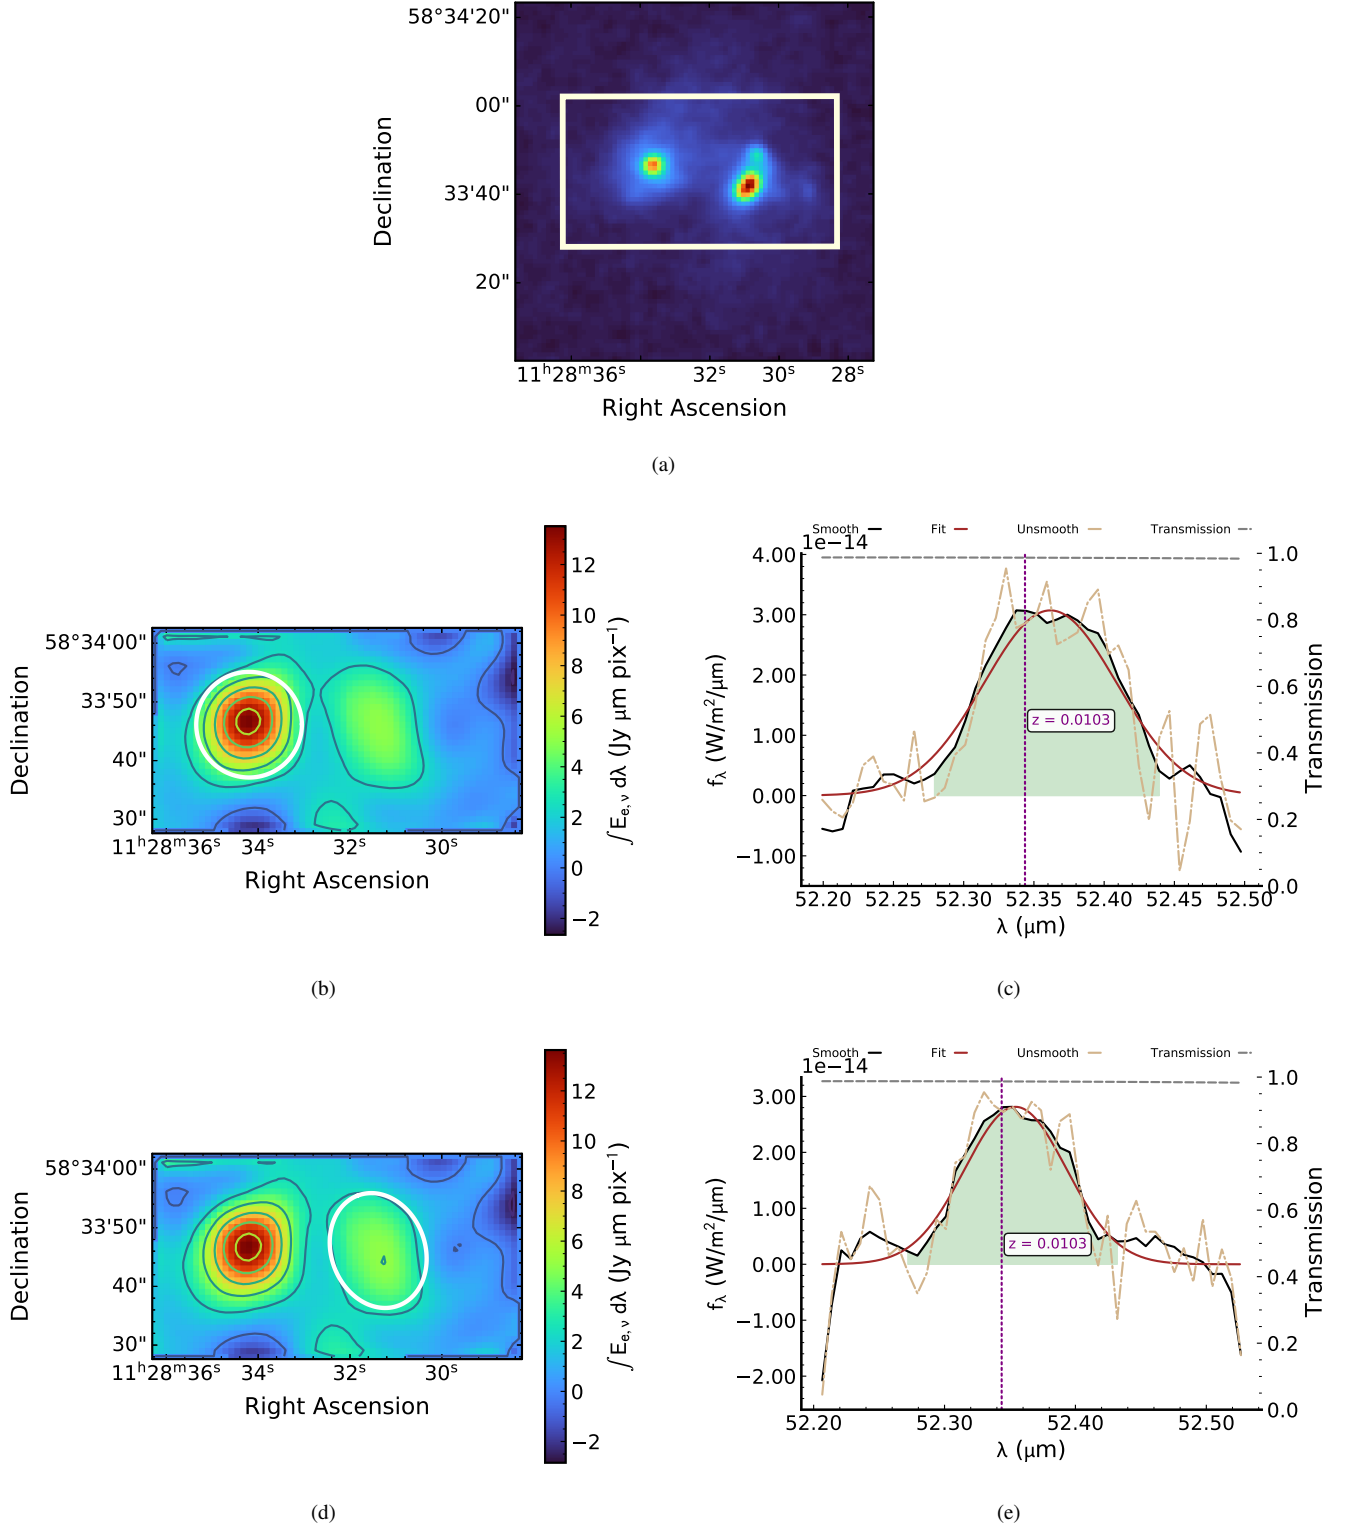 58°34'20"
00"
33'40"
20"
Declination
11ʰ28ᵐ36ˢ 32ˢ 30ˢ 28ˢ
Right Ascension
(a)
58°34'00"
33'50"
40"
30"
Declination
11ʰ28ᵐ36ˢ 34ˢ 32ˢ 30ˢ
Right Ascension
12
10
8
6
4
2
0
−2
∫E_{e, ν} dλ (Jy μm pix⁻¹)
(b)
Smooth Fit Unsmooth Transmission
1e−14
4.00
3.00
2.00
1.00
0.00
−1.00
f_λ (W/m²/μm)
z = 0.0103
1.0
0.8
0.6
0.4
0.2
0.0
Transmission
52.20 52.25 52.30 52.35 52.40 52.45 52.50
λ (μm)
(c)
58°34'00"
33'50"
40"
30"
Declination
11ʰ28ᵐ36ˢ 34ˢ 32ˢ 30ˢ
Right Ascension
12
10
8
6
4
2
0
−2
∫E_{e, ν} dλ (Jy μm pix⁻¹)
(d)
Smooth Fit Unsmooth Transmission
1e−14
3.00
2.00
1.00
0.00
−1.00
−2.00
f_λ (W/m²/μm)
z = 0.0103
1.0
0.8
0.6
0.4
0.2
0.0
Transmission
52.20 52.30 52.40 52.50
λ (μm)
(e)